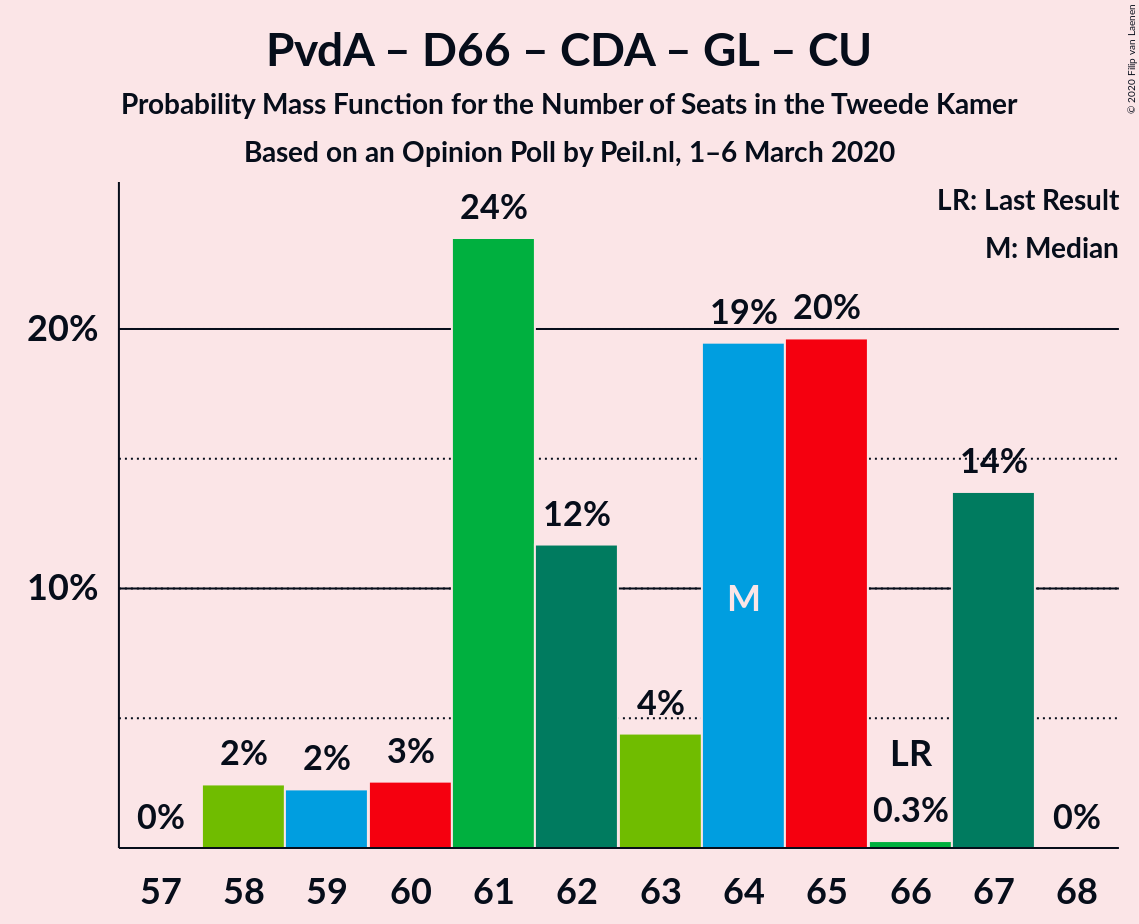 PvdA – D66 – CDA – GL – CU
Probability Mass Function for the Number of Seats in the Tweede Kamer
Based on an Opinion Poll by Peil.nl, 1–6 March 2020
© 2020 Filip van Laenen
LR: Last Result
M: Median
24%
20%
19%
20%
14%
12%
10%
M
4%
2%
2%
3%
LR
0%
0.3%
0%
57 58 59 60 61 62 63 64 65 66 67 68